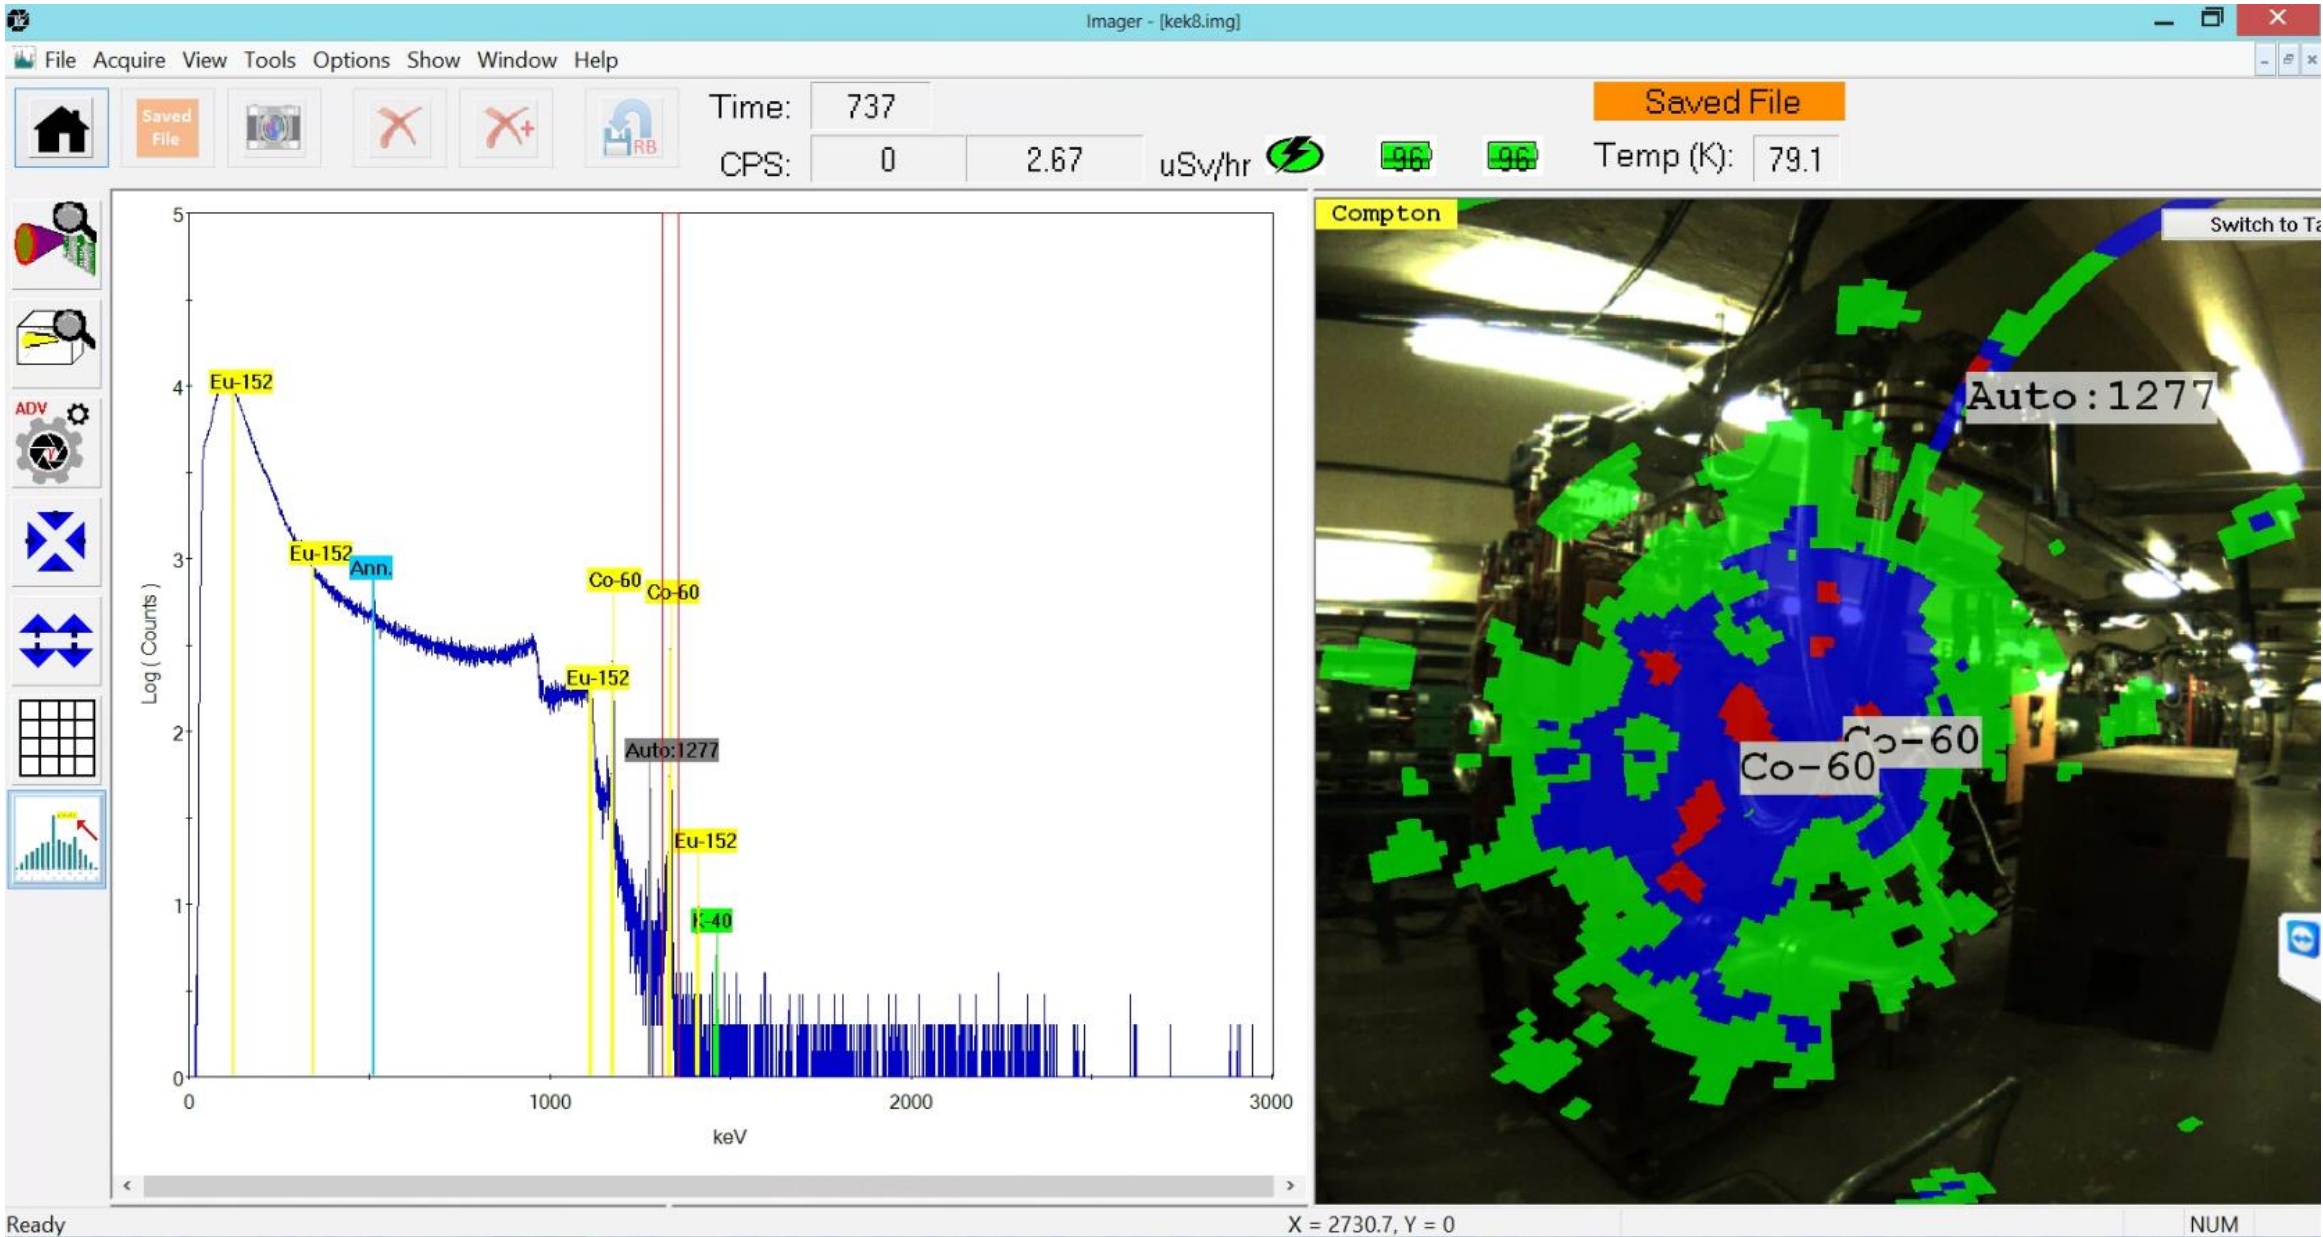 Imager - [kek8.img]
File Acquire View Tools Options Show Window Help
Saved File
RB
Time: 737
CPS: 0 2.67 uSv/hr
96 96
Saved File
Temp (K): 79.1
ADV
γ
5
4
3
2
1
0
Log ( Counts )
Eu-152
Eu-152
Ann.
Co-60
Co-60
Eu-152
Auto:1277
Eu-152
K-40
0 1000 2000 3000
keV
Compton
Switch to Ta
Auto:1277
Co-60
Co-60
Ready
X = 2730.7, Y = 0
NUM